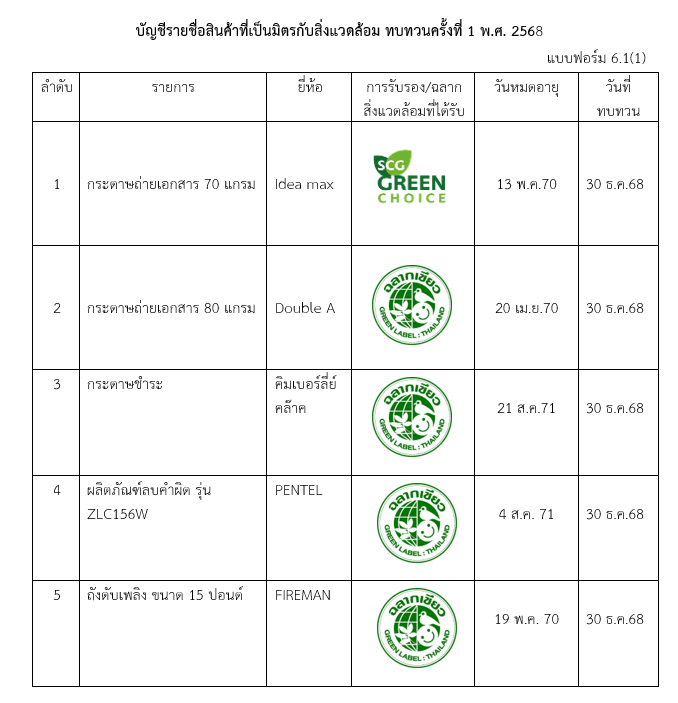 บัญชีรายชื่อสินค้าที่เป็นมิตรกับสิ่งแวดล้อม ทบทวนครั้งที่ 1 พ.ศ. 2568
แบบฟอร์ม 6.1(1)
ลำดับ รายการ ยี่ห้อ การรับรอง/ฉลาก วันหมดอายุ วันที่
สิ่งแวดล้อมที่ได้รับ ทบทวน
SCG
GREEN
CHOICE
1 กระดาษถ่ายเอกสาร 70 แกรม Idea max 13 พ.ค.70 30 ธ.ค.68
ฉลากเขียว
2 กระดาษถ่ายเอกสาร 80 แกรม Double A 20 เม.ย.70 30 ธ.ค.68
GREEN LABEL : THAILAND
3 กระดาษชำระ คิมเบอร์ลี่ย์
ฉลากเขียว
คล๊าค 21 ส.ค.71 30 ธ.ค.68
GREEN LABEL : THAILAND
4 ผลิตภัณฑ์ลบคำผิด รุ่น PENTEL
ฉลากเขียว
ZLC156W 4 ส.ค. 71 30 ธ.ค.68
GREEN LABEL : THAILAND
5 ถังดับเพลิง ขนาด 15 ปอนด์ FIREMAN
ฉลากเขียว
19 พ.ค. 70 30 ธ.ค.68
GREEN LABEL : THAILAND